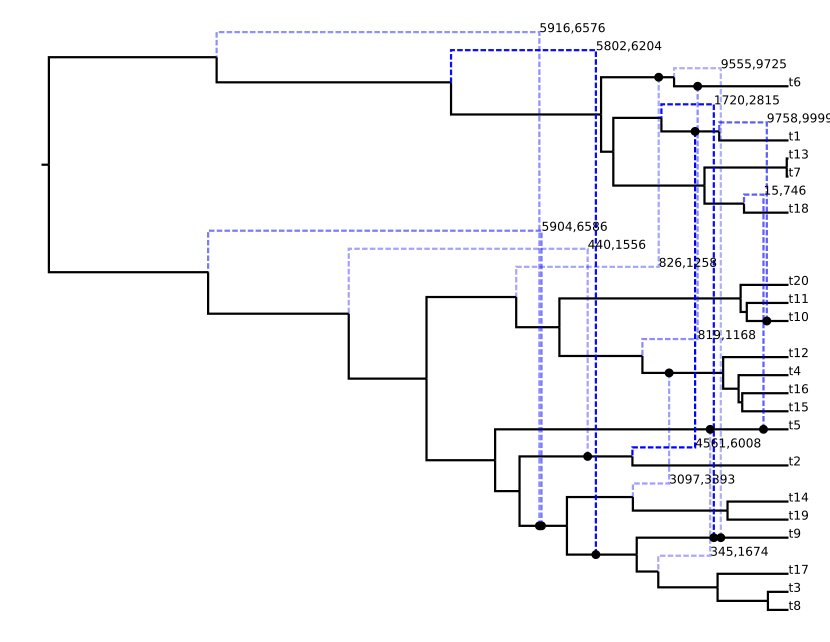 5916,6576
5802,6204
9555,9725
t6
1720,2815
9758,9999
t1
t13
t7
15,746
t18
5904,6586
440,1556
826,1258
t20
t11
t10
819,1168
t12
t4
t16
t15
t5
4561,6008
t2
3097,3393
t14
t19
t9
345,1674
t17
t3
t8